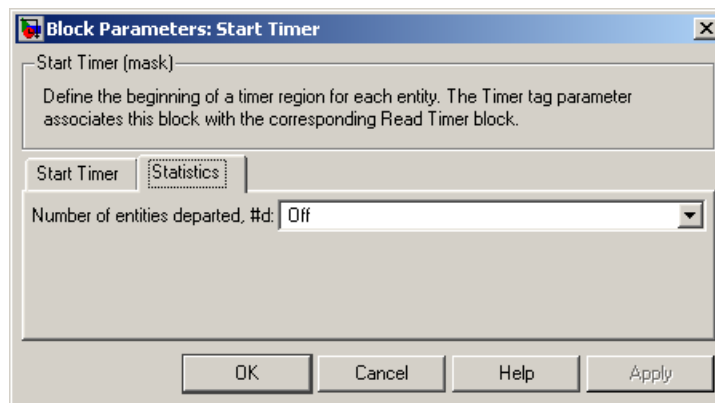 Block Parameters: Start Timer
Start Timer (mask)
Define the beginning of a timer region for each entity. The Timer tag parameter
associates this block with the corresponding Read Timer block.
Start Timer Statistics
Number of entities departed, #d: Off
OK Cancel Help Apply